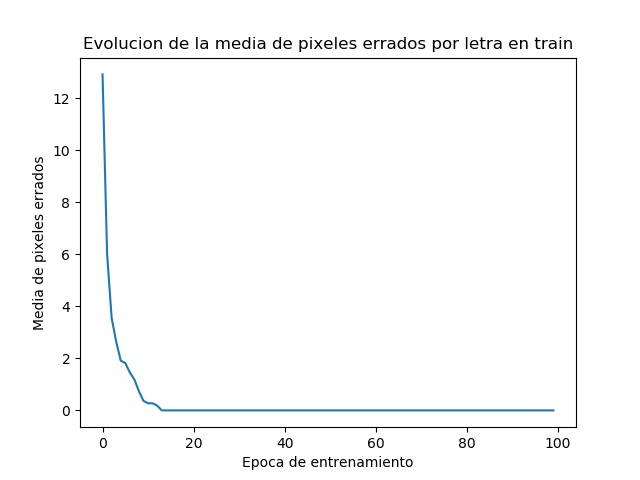 Evolucion de la media de pixeles errados por letra en train
Media de pixeles errados
12
10
8
6
4
2
0
0 20 40 60 80 100
Epoca de entrenamiento